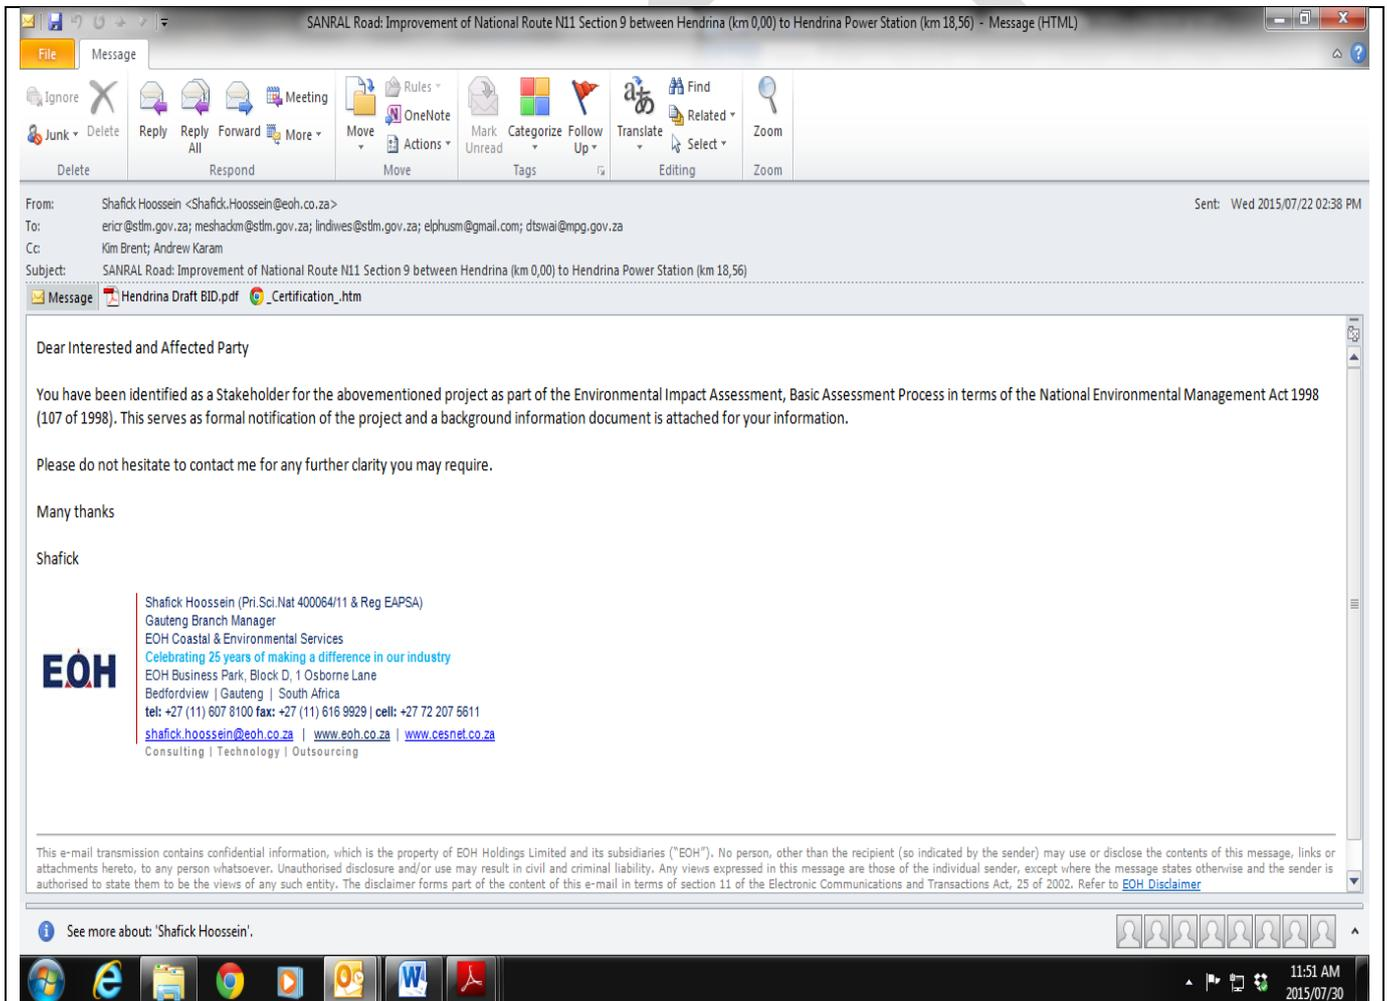 SANRAL Road: Improvement of National Route N11 Section 9 between Hendrina (km 0,00) to Hendrina Power Station (km 18,56) - Message (HTML)
File Message
Ignore Delete Junk
Reply Reply All Forward Meeting More
Move Rules OneNote Actions
Mark Unread Categorize Follow Up
Translate Find Related Select
Zoom
Delete Respond Move Tags Editing Zoom
From: Shafick Hoossein <Shafick.Hoossein@eoh.co.za> Sent: Wed 2015/07/22 02:38 PM
To: ericr@stlm.gov.za; meshackm@stlm.gov.za; lindiwes@stlm.gov.za; elphusm@gmail.com; dtswai@mpg.gov.za
Cc: Kim Brent; Andrew Karam
Subject: SANRAL Road: Improvement of National Route N11 Section 9 between Hendrina (km 0,00) to Hendrina Power Station (km 18,56)
Message Hendrina Draft BID.pdf _Certification_.htm
Dear Interested and Affected Party
You have been identified as a Stakeholder for the abovementioned project as part of the Environmental Impact Assessment, Basic Assessment Process in terms of the National Environmental Management Act 1998
(107 of 1998). This serves as formal notification of the project and a background information document is attached for your information.
Please do not hesitate to contact me for any further clarity you may require.
Many thanks
Shafick
EOH
Shafick Hoossein (Pri.Sci.Nat 400064/11 & Reg EAPSA)
Gauteng Branch Manager
EOH Coastal & Environmental Services
Celebrating 25 years of making a difference in our industry
EOH Business Park, Block D, 1 Osborne Lane
Bedfordview | Gauteng | South Africa
tel: +27 (11) 607 8100 fax: +27 (11) 616 9929 | cell: +27 72 207 5611
shafick.hoossein@eoh.co.za | www.eoh.co.za | www.cesnet.co.za
Consulting | Technology | Outsourcing
This e-mail transmission contains confidential information, which is the property of EOH Holdings Limited and its subsidiaries ("EOH"). No person, other than the recipient (so indicated by the sender) may use or disclose the contents of this message, links or
attachments hereto, to any person whatsoever. Unauthorised disclosure and/or use may result in civil and criminal liability. Any views expressed in this message are those of the individual sender, except where the message states otherwise and the sender is
authorised to state them to be the views of any such entity. The disclaimer forms part of the content of this e-mail in terms of section 11 of the Electronic Communications and Transactions Act, 25 of 2002. Refer to EOH Disclaimer
See more about: 'Shafick Hoossein'.
11:51 AM
2015/07/30